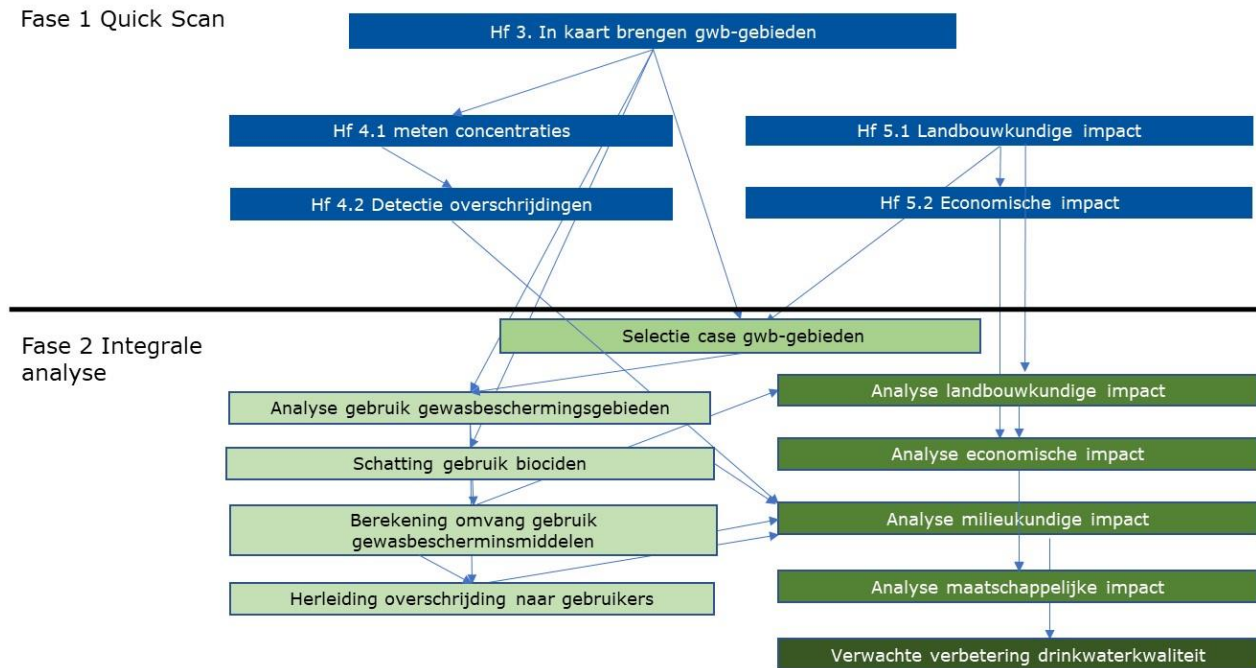 Fase 1 Quick Scan
Hf 3. In kaart brengen gwb-gebieden
Hf 4.1 meten concentraties
Hf 5.1 Landbouwkundige impact
Hf 4.2 Detectie overschrijdingen
Hf 5.2 Economische impact
Fase 2 Integrale
analyse
Selectie case gwb-gebieden
Analyse gebruik gewasbeschermingsgebieden
Analyse landbouwkundige impact
Schatting gebruik biociden
Analyse economische impact
Berekening omvang gebruik
gewasbescherminsmiddelen
Analyse milieukundige impact
Herleiding overschrijding naar gebruikers
Analyse maatschappelijke impact
Verwachte verbetering drinkwaterkwaliteit